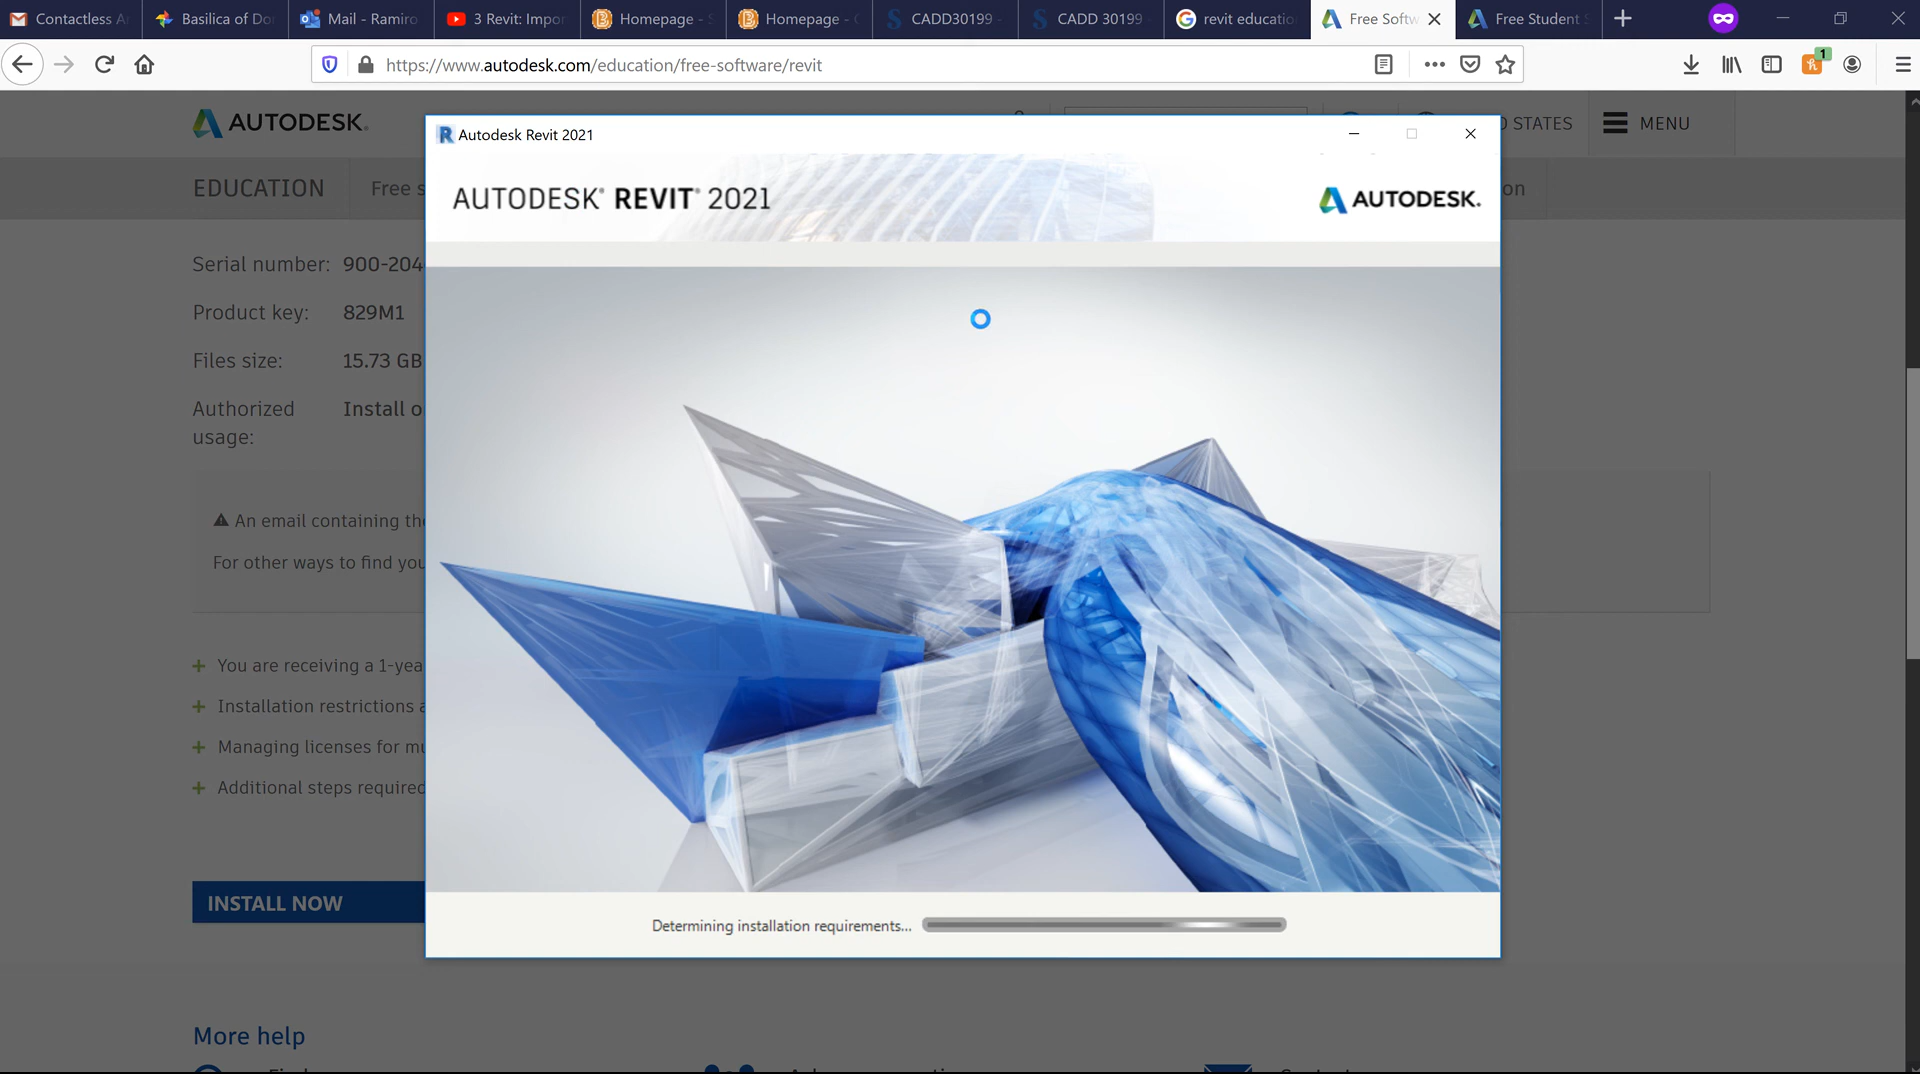 Contactless
Basilica of Do
Mail - Ramiro
3 Revit: Impor
Homepage -
Homepage -
CADD30199 -
CADD 30199
revit educatio
Free Softw
Free Student
https://www.autodesk.com/education/free-software/revit
1
AUTODESK.
STATES
MENU
EDUCATION
Free s
on
Autodesk Revit 2021
AUTODESK® REVIT® 2021
AUTODESK.
Serial number: 900-204
Product key: 829M1
Files size: 15.73 GB
Authorized
usage:
Install o
An email containing the
For other ways to find you
You are receiving a 1-yea
Installation restrictions a
Managing licenses for mu
Additional steps required
INSTALL NOW
Determining installation requirements...
More help